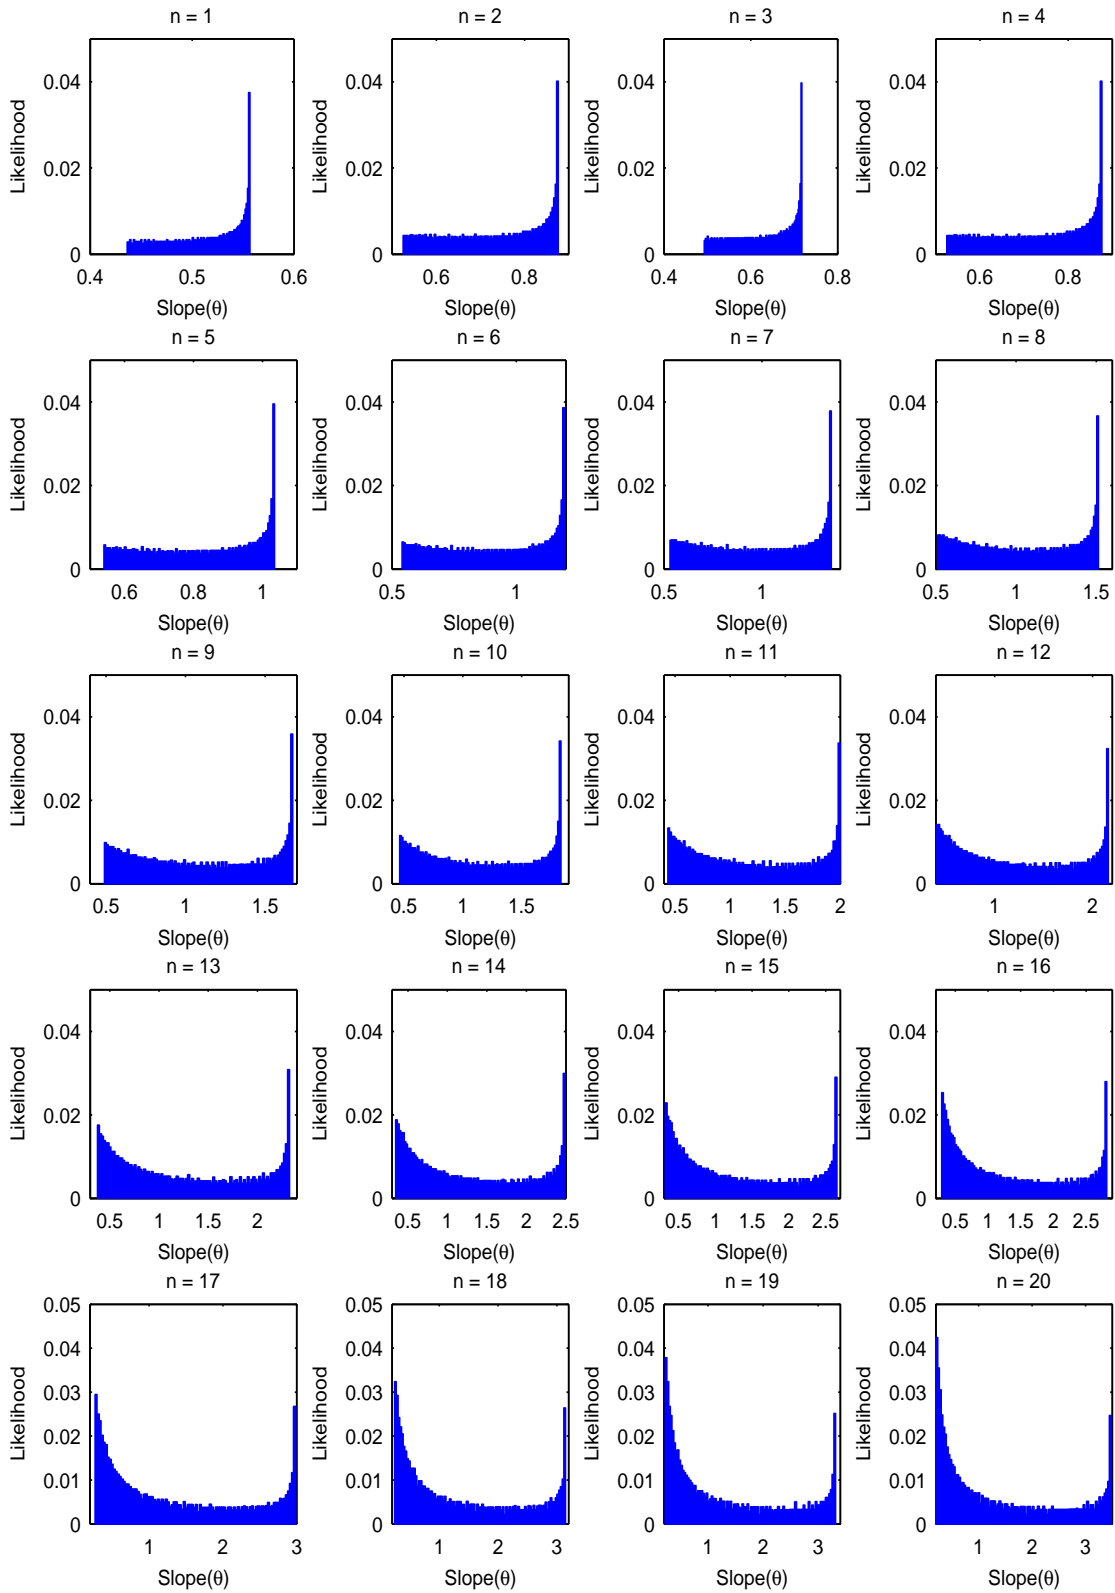 n = 1
n = 2
n = 3
n = 4
Likelihood
0.04
0.02
0
0.4 0.5 0.6
Slope(θ)
Likelihood
0.04
0.02
0
0.6 0.8
Slope(θ)
Likelihood
0.04
0.02
0
0.4 0.6 0.8
Slope(θ)
Likelihood
0.04
0.02
0
0.6 0.8
Slope(θ)
n = 5
n = 6
n = 7
n = 8
Likelihood
0.04
0.02
0
0.6 0.8 1
Slope(θ)
Likelihood
0.04
0.02
0
0.5 1
Slope(θ)
Likelihood
0.04
0.02
0
0.5 1
Slope(θ)
Likelihood
0.04
0.02
0
0.5 1 1.5
Slope(θ)
n = 9
n = 10
n = 11
n = 12
Likelihood
0.04
0.02
0
0.5 1 1.5
Slope(θ)
Likelihood
0.04
0.02
0
0.5 1 1.5
Slope(θ)
Likelihood
0.04
0.02
0
0.5 1 1.5 2
Slope(θ)
Likelihood
0.04
0.02
0
1 2
Slope(θ)
n = 13
n = 14
n = 15
n = 16
Likelihood
0.04
0.02
0
0.5 1 1.5 2
Slope(θ)
Likelihood
0.04
0.02
0
0.5 1 1.5 2 2.5
Slope(θ)
Likelihood
0.04
0.02
0
0.5 1 1.5 2 2.5
Slope(θ)
Likelihood
0.04
0.02
0
0.5 1 1.5 2 2.5
Slope(θ)
n = 17
n = 18
n = 19
n = 20
Likelihood
0.05
0.04
0.03
0.02
0.01
0
1 2 3
Slope(θ)
Likelihood
0.05
0.04
0.03
0.02
0.01
0
1 2 3
Slope(θ)
Likelihood
0.05
0.04
0.03
0.02
0.01
0
1 2 3
Slope(θ)
Likelihood
0.05
0.04
0.03
0.02
0.01
0
1 2 3
Slope(θ)